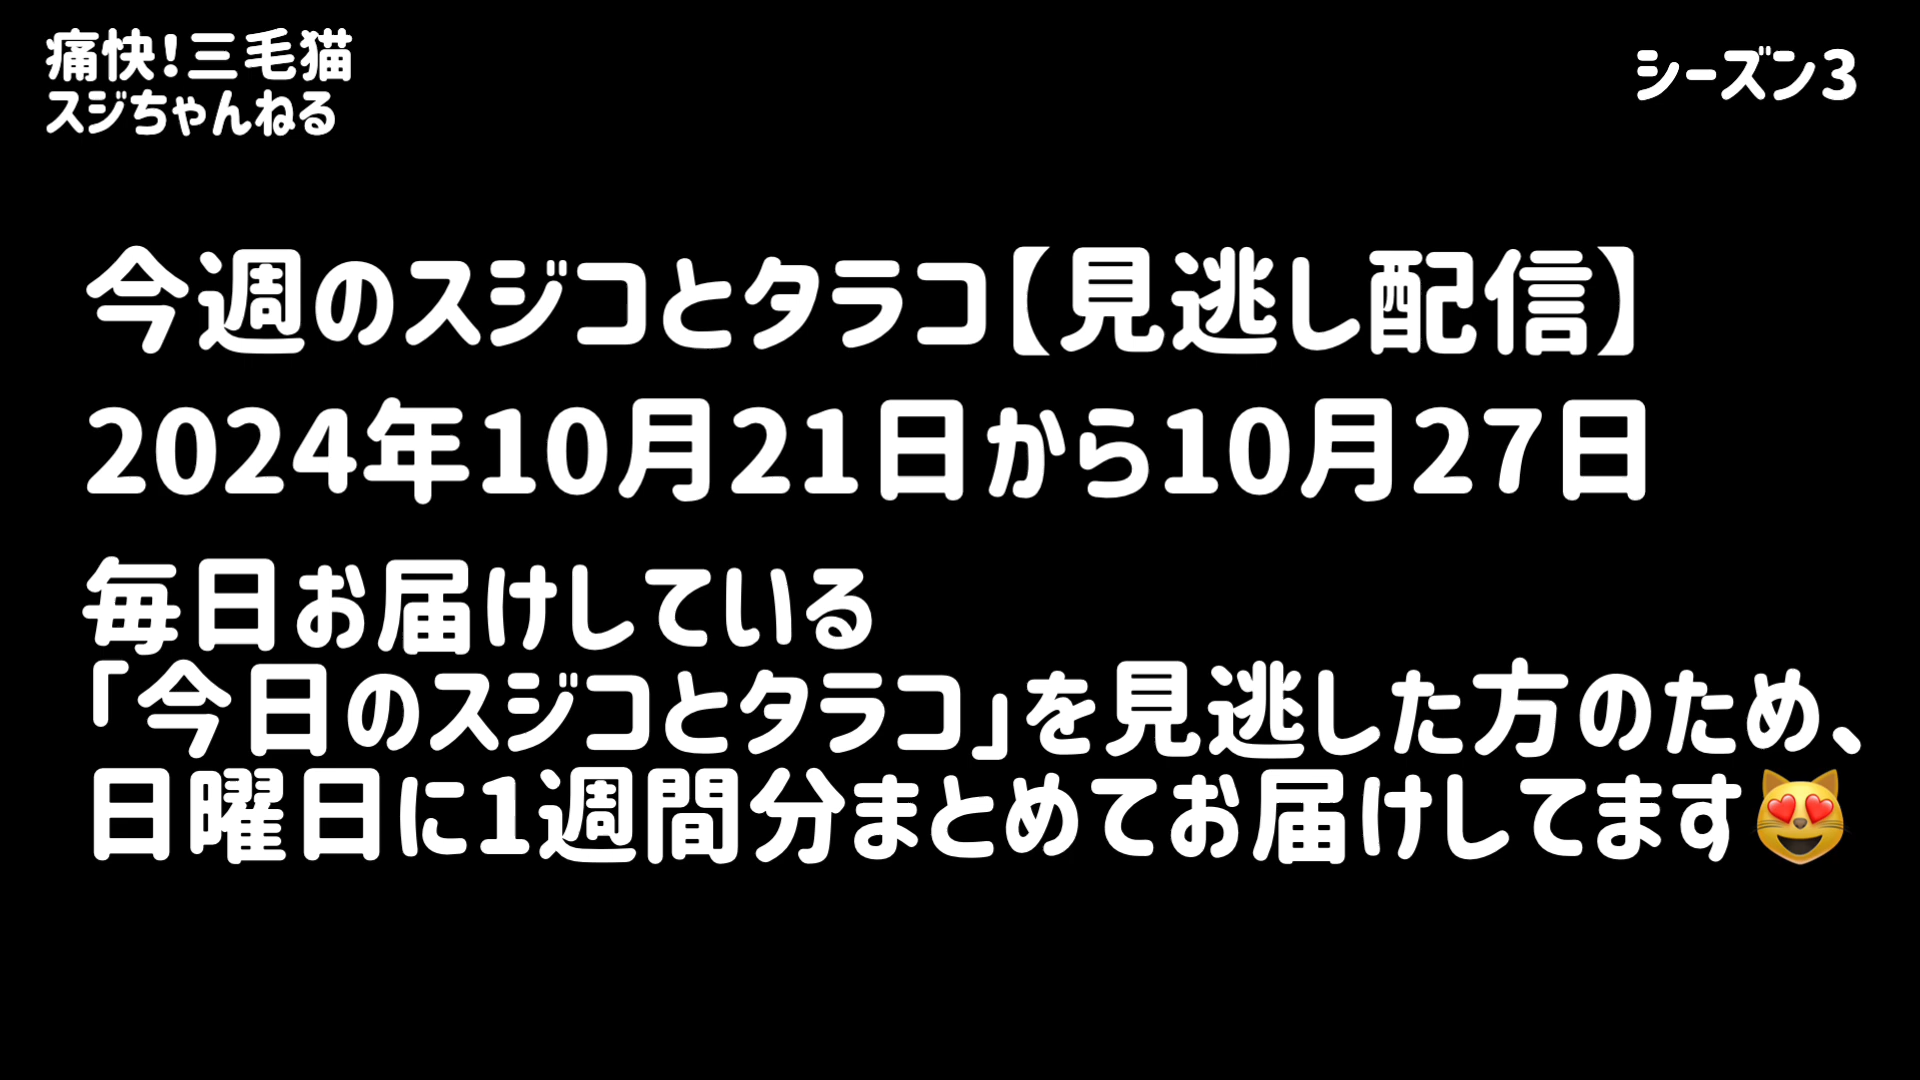 痛快!三毛猫
スジちゃんねる
シーズン3
今週のスジコとタラコ【見逃し配信】
2024年10月21日から10月27日
毎日お届けしている
「今日のスジコとタラコ」を見逃した方のため、
日曜日に1週間分まとめてお届けしてます😻